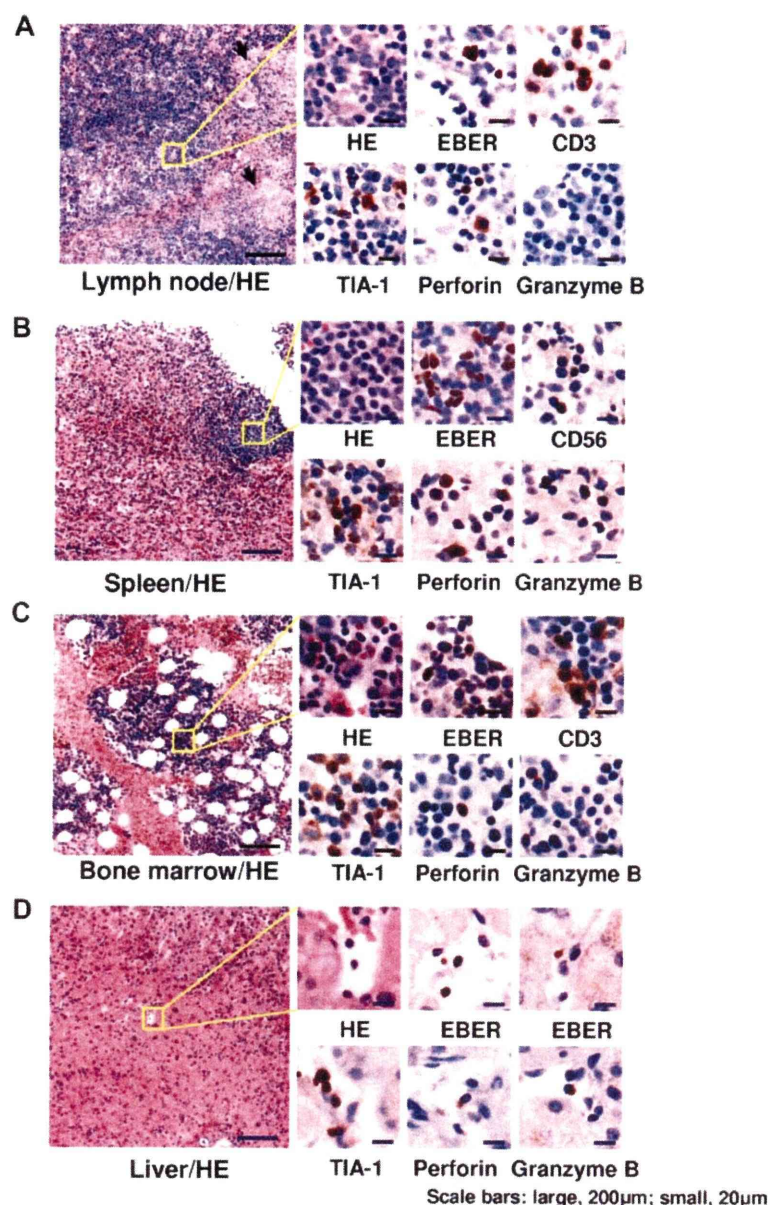 A
HE EBER CD3
Lymph node/HE TIA-1 Perforin Granzyme B
B
HE EBER CD56
Spleen/HE TIA-1 Perforin Granzyme B
C
HE EBER CD3
Bone marrow/HE TIA-1 Perforin Granzyme B
D
HE EBER EBER
Liver/HE TIA-1 Perforin Granzyme B
Scale bars: large, 200μm; small, 20μm